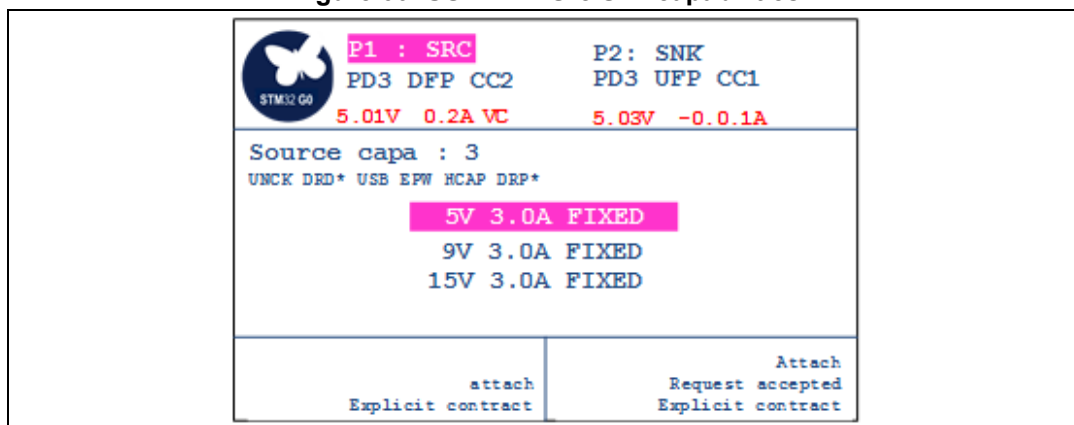 P1 : SRC
P2: SNK
PD3 DFP CC2
PD3 UFP CC1
STM32 G0
5.01V 0.2A VC
5.03V -0.0.1A
Source capa : 3
UNCK DRD* USB EPW HCAP DRP*
5V 3.0A FIXED
9V 3.0A FIXED
15V 3.0A FIXED
attach
Explicit contract
Attach
Request accepted
Explicit contract